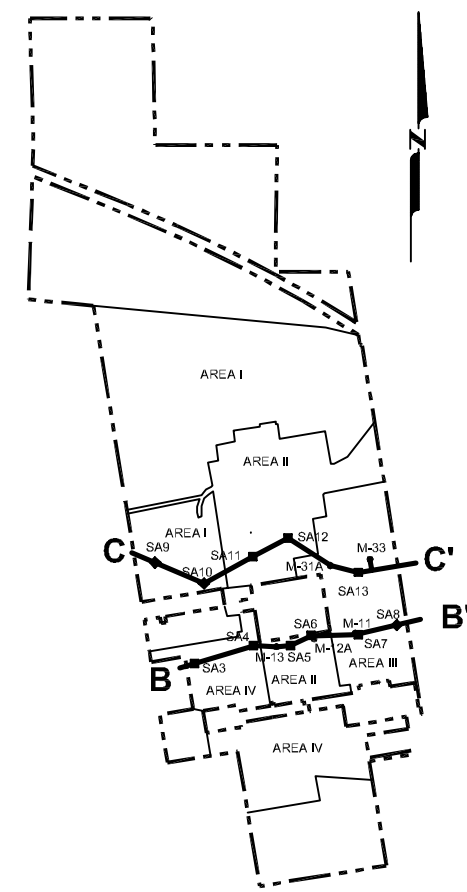 Z
AREA I
AREA II
AREA I
C
SA9
SA10
SA11
SA12
M-31A
M-33
SA13
C'
B
SA3
SA4
M-13
SA5
SA6
M-12A
M-11
SA7
SA8
B'
AREA III
AREA IV
AREA II
AREA IV